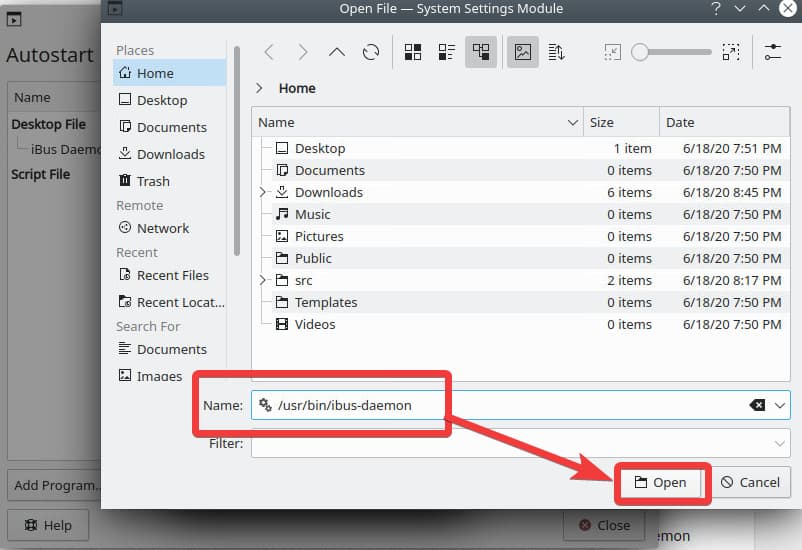 Open File — System Settings Module
?
Autostart
Name
Desktop File
iBus Daemo
Script File
Add Program...
Help
Close
emon
Places
Home
Desktop
Documents
Downloads
Trash
Remote
Network
Recent
Recent Files
Recent Locat...
Search For
Documents
Images
Home
Name Size Date
Desktop 1 item 6/18/20 7:51 PM
Documents 0 items 6/18/20 7:50 PM
Downloads 6 items 6/18/20 8:45 PM
Music 0 items 6/18/20 7:50 PM
Pictures 0 items 6/18/20 7:50 PM
Public 0 items 6/18/20 7:50 PM
src 2 items 6/18/20 8:17 PM
Templates 0 items 6/18/20 7:50 PM
Videos 0 items 6/18/20 7:50 PM
Name: /usr/bin/ibus-daemon
Filter:
Open Cancel